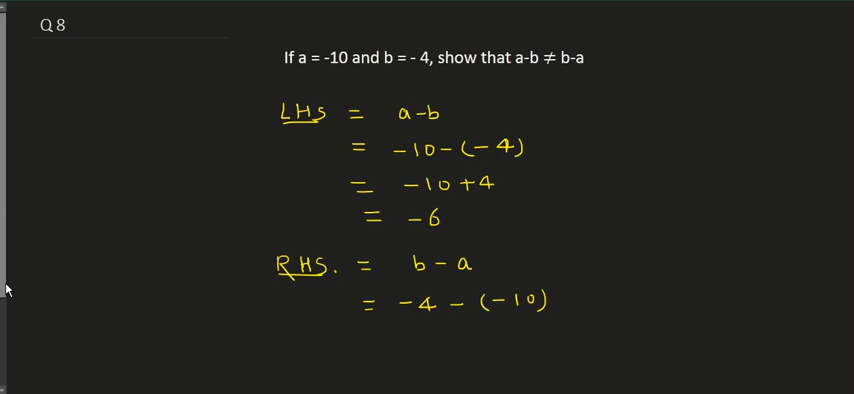 Q 8
If a = -10 and b = - 4, show that a-b ≠ b-a
LHS = a - b
= -10 - (-4)
= -10 + 4
= -6
RHS. = b - a
= -4 - (-10)